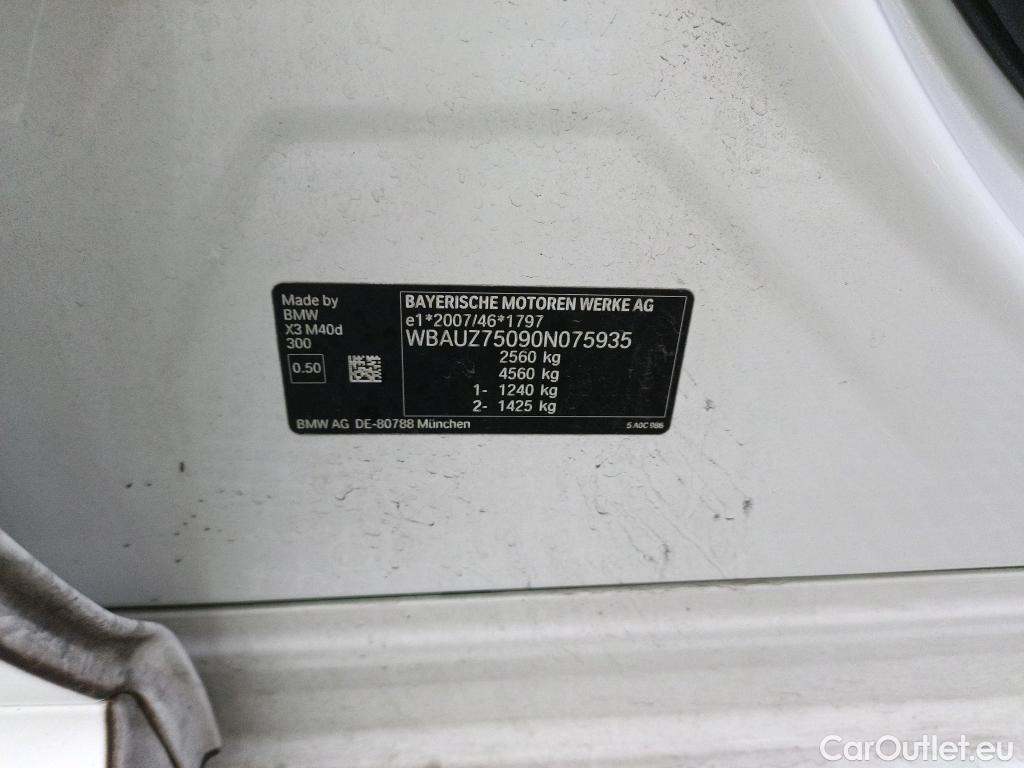 Made by
BMW
X3 M40d
300
0.50
BAYERISCHE MOTOREN WERKE AG
e1*2007/46*1797
WBAUZ75090N075935
2560 kg
4560 kg
1- 1240 kg
2- 1425 kg
BMW AG DE-80788 München
5 A0C 986
CarOutlet.eu